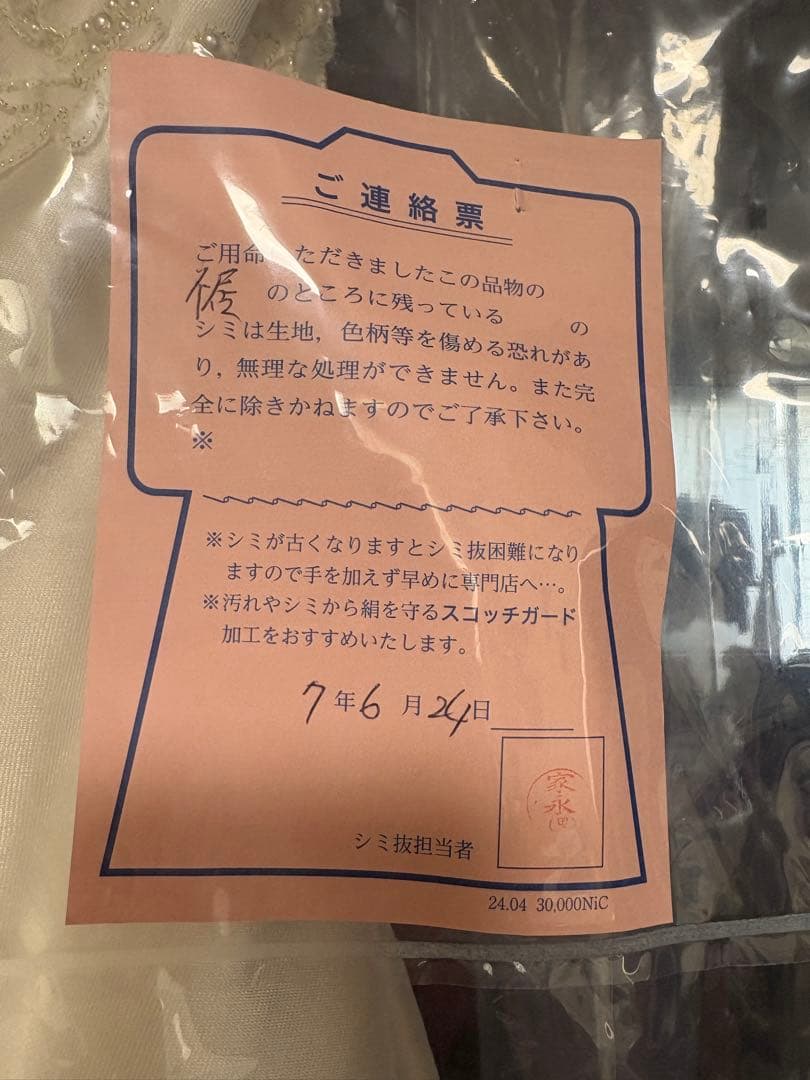 ご連絡票
ご用命 ただきましたこの品物の
のところに残っている の
シミは生地，色柄等を傷める恐れがあ
り，無理な処理ができません。また完
全に除きかねますのでご了承下さい。
※
※シミが古くなりますとシミ抜困難になり
ますので手を加えず早めに専門店へ…。
※汚れやシミから絹を守るスコッチガード
加工をおすすめいたします。
7年6月24日
家永
シミ抜担当者
24.04 30,000NiC